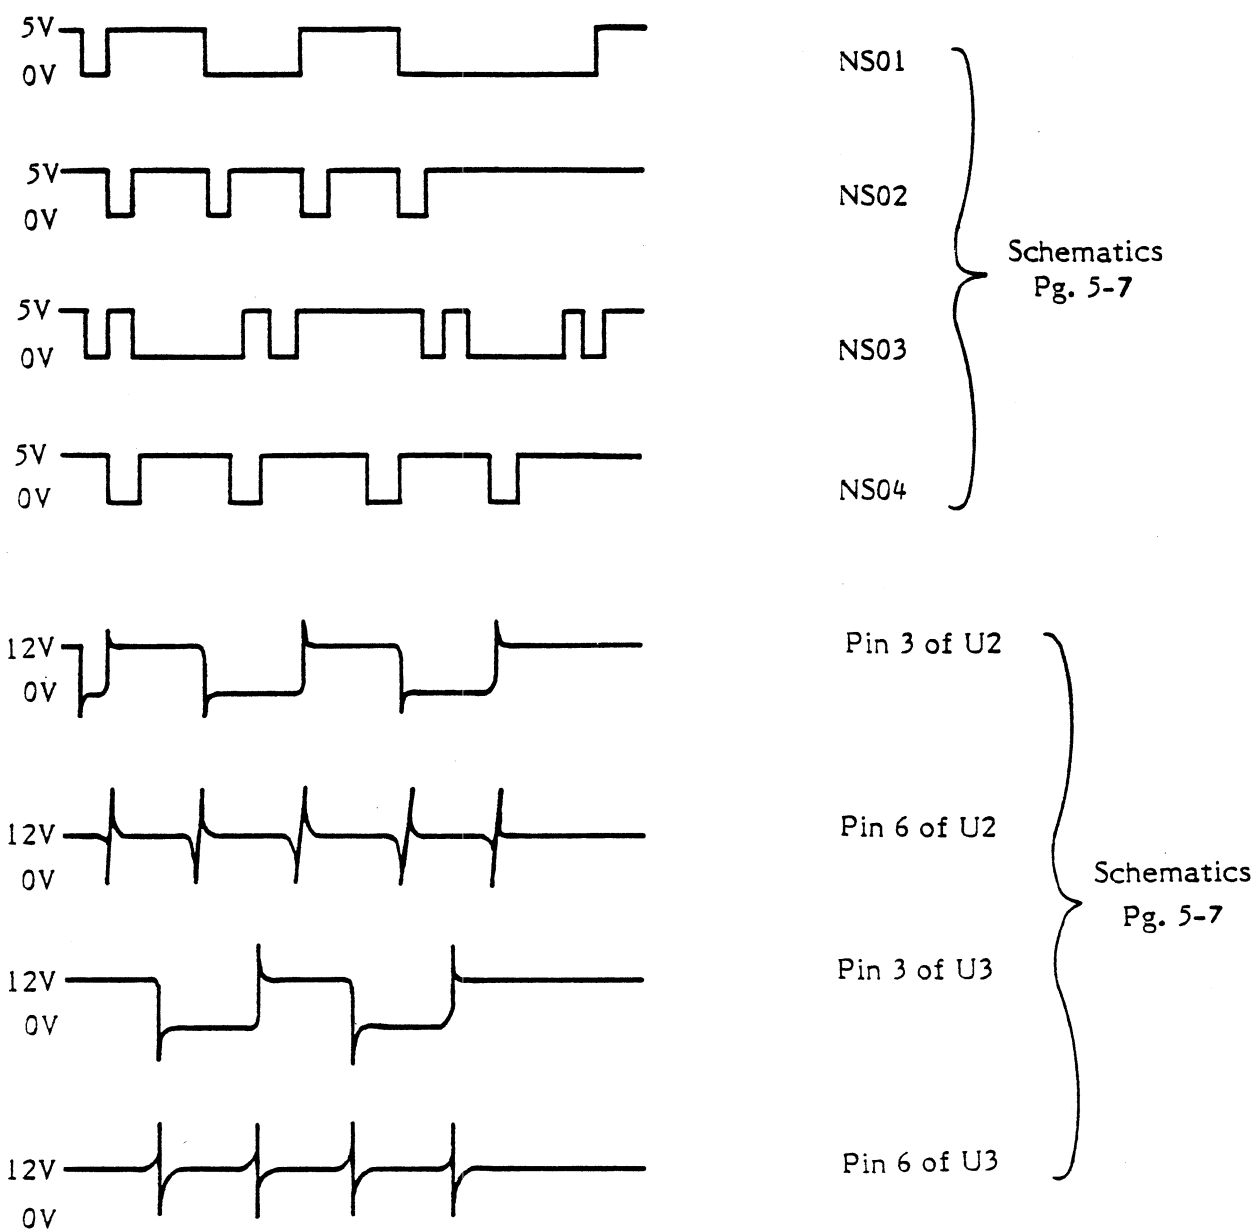 5V
0V
NS01
5V
0V
NS02
Schematics
Pg. 5-7
5V
0V
NS03
5V
0V
NS04
12V
0V
Pin 3 of U2
12V
0V
Pin 6 of U2
Schematics
Pg. 5-7
12V
0V
Pin 3 of U3
12V
0V
Pin 6 of U3